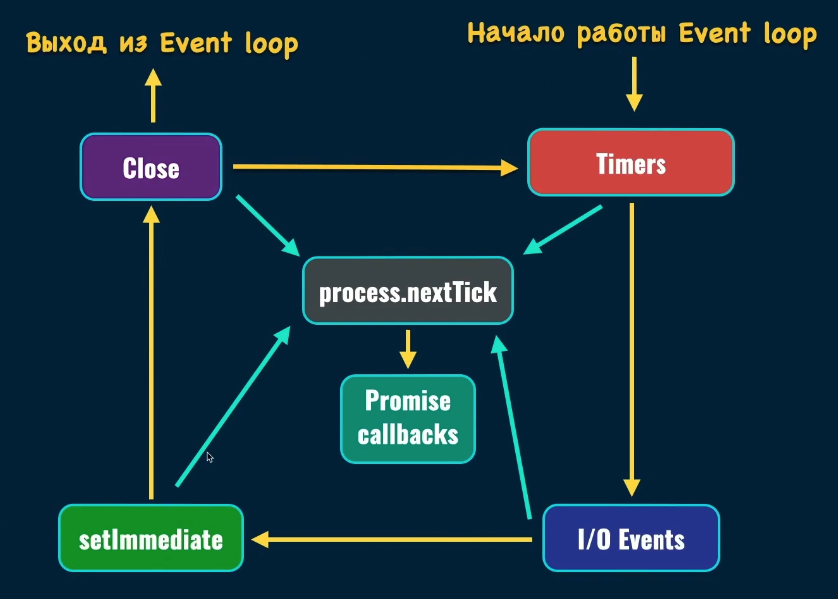 Выход из Event loop
Начало работы Event loop
Close
Timers
process.nextTick
Promise
callbacks
setImmediate
I/O Events